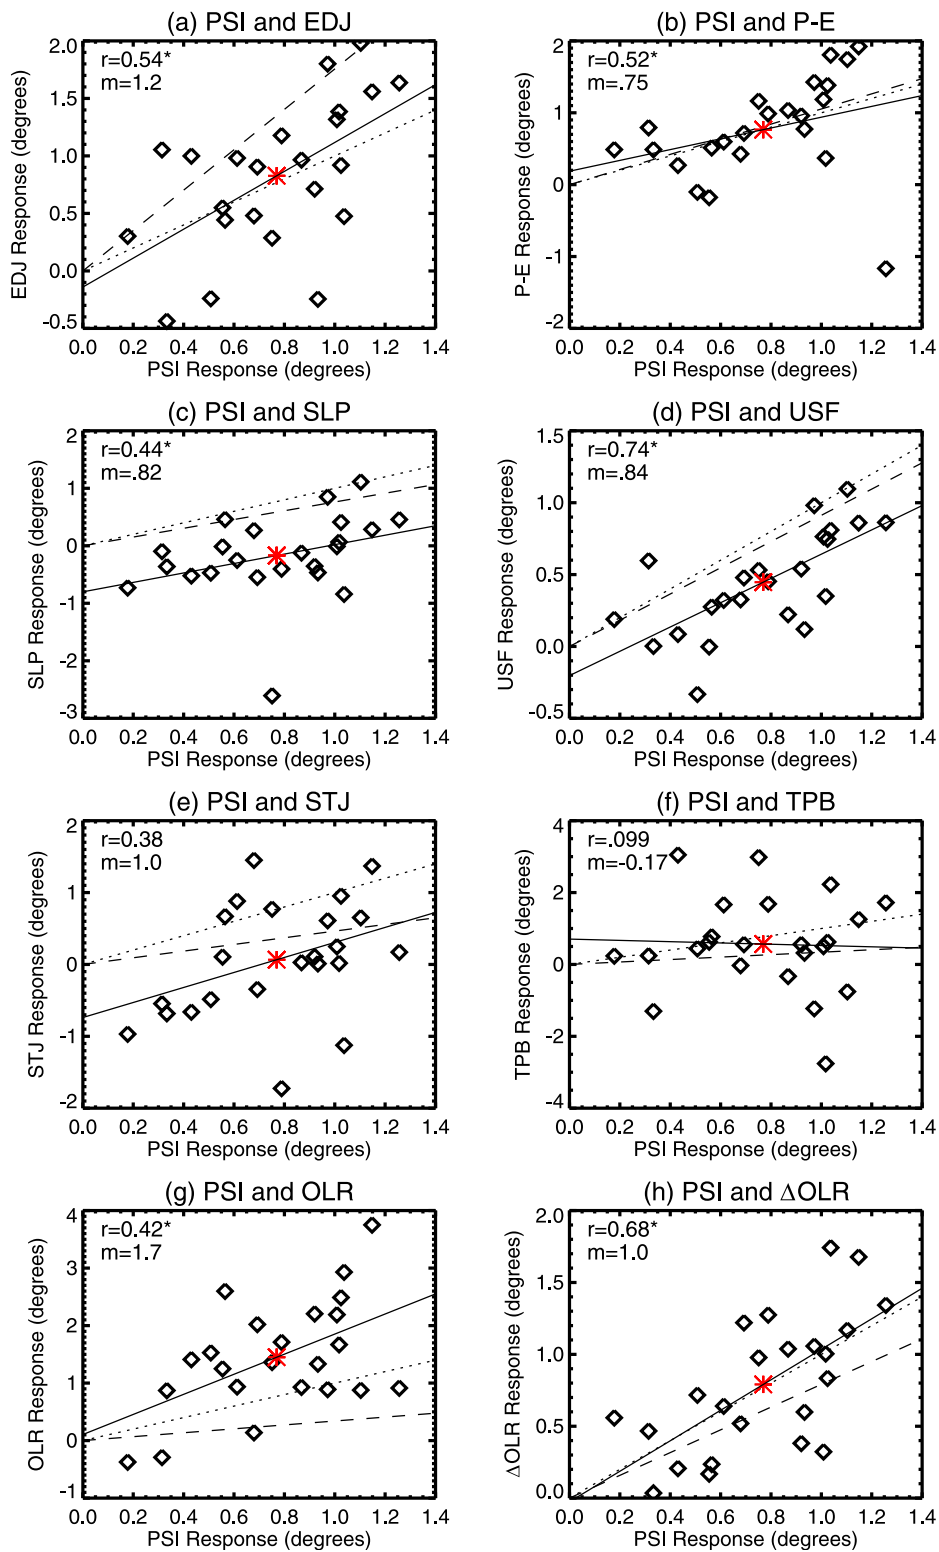 (a) PSI and EDJ
r=0.54*
m=1.2
2.0
1.5
1.0
0.5
0.0
-0.5
EDJ Response (degrees)
0.0 0.2 0.4 0.6 0.8 1.0 1.2 1.4
PSI Response (degrees)
(b) PSI and P-E
r=0.52*
m=.75
2
1
0
-1
-2
P-E Response (degrees)
0.0 0.2 0.4 0.6 0.8 1.0 1.2 1.4
PSI Response (degrees)
(c) PSI and SLP
r=0.44*
m=.82
2
1
0
-1
-2
-3
SLP Response (degrees)
0.0 0.2 0.4 0.6 0.8 1.0 1.2 1.4
PSI Response (degrees)
(d) PSI and USF
r=0.74*
m=.84
1.5
1.0
0.5
0.0
-0.5
USF Response (degrees)
0.0 0.2 0.4 0.6 0.8 1.0 1.2 1.4
PSI Response (degrees)
(e) PSI and STJ
r=0.38
m=1.0
2
1
0
-1
-2
STJ Response (degrees)
0.0 0.2 0.4 0.6 0.8 1.0 1.2 1.4
PSI Response (degrees)
(f) PSI and TPB
r=.099
m=-0.17
4
2
0
-2
-4
TPB Response (degrees)
0.0 0.2 0.4 0.6 0.8 1.0 1.2 1.4
PSI Response (degrees)
(g) PSI and OLR
r=0.42*
m=1.7
4
3
2
1
0
-1
OLR Response (degrees)
0.0 0.2 0.4 0.6 0.8 1.0 1.2 1.4
PSI Response (degrees)
(h) PSI and ΔOLR
r=0.68*
m=1.0
2.0
1.5
1.0
0.5
0.0
ΔOLR Response (degrees)
0.0 0.2 0.4 0.6 0.8 1.0 1.2 1.4
PSI Response (degrees)